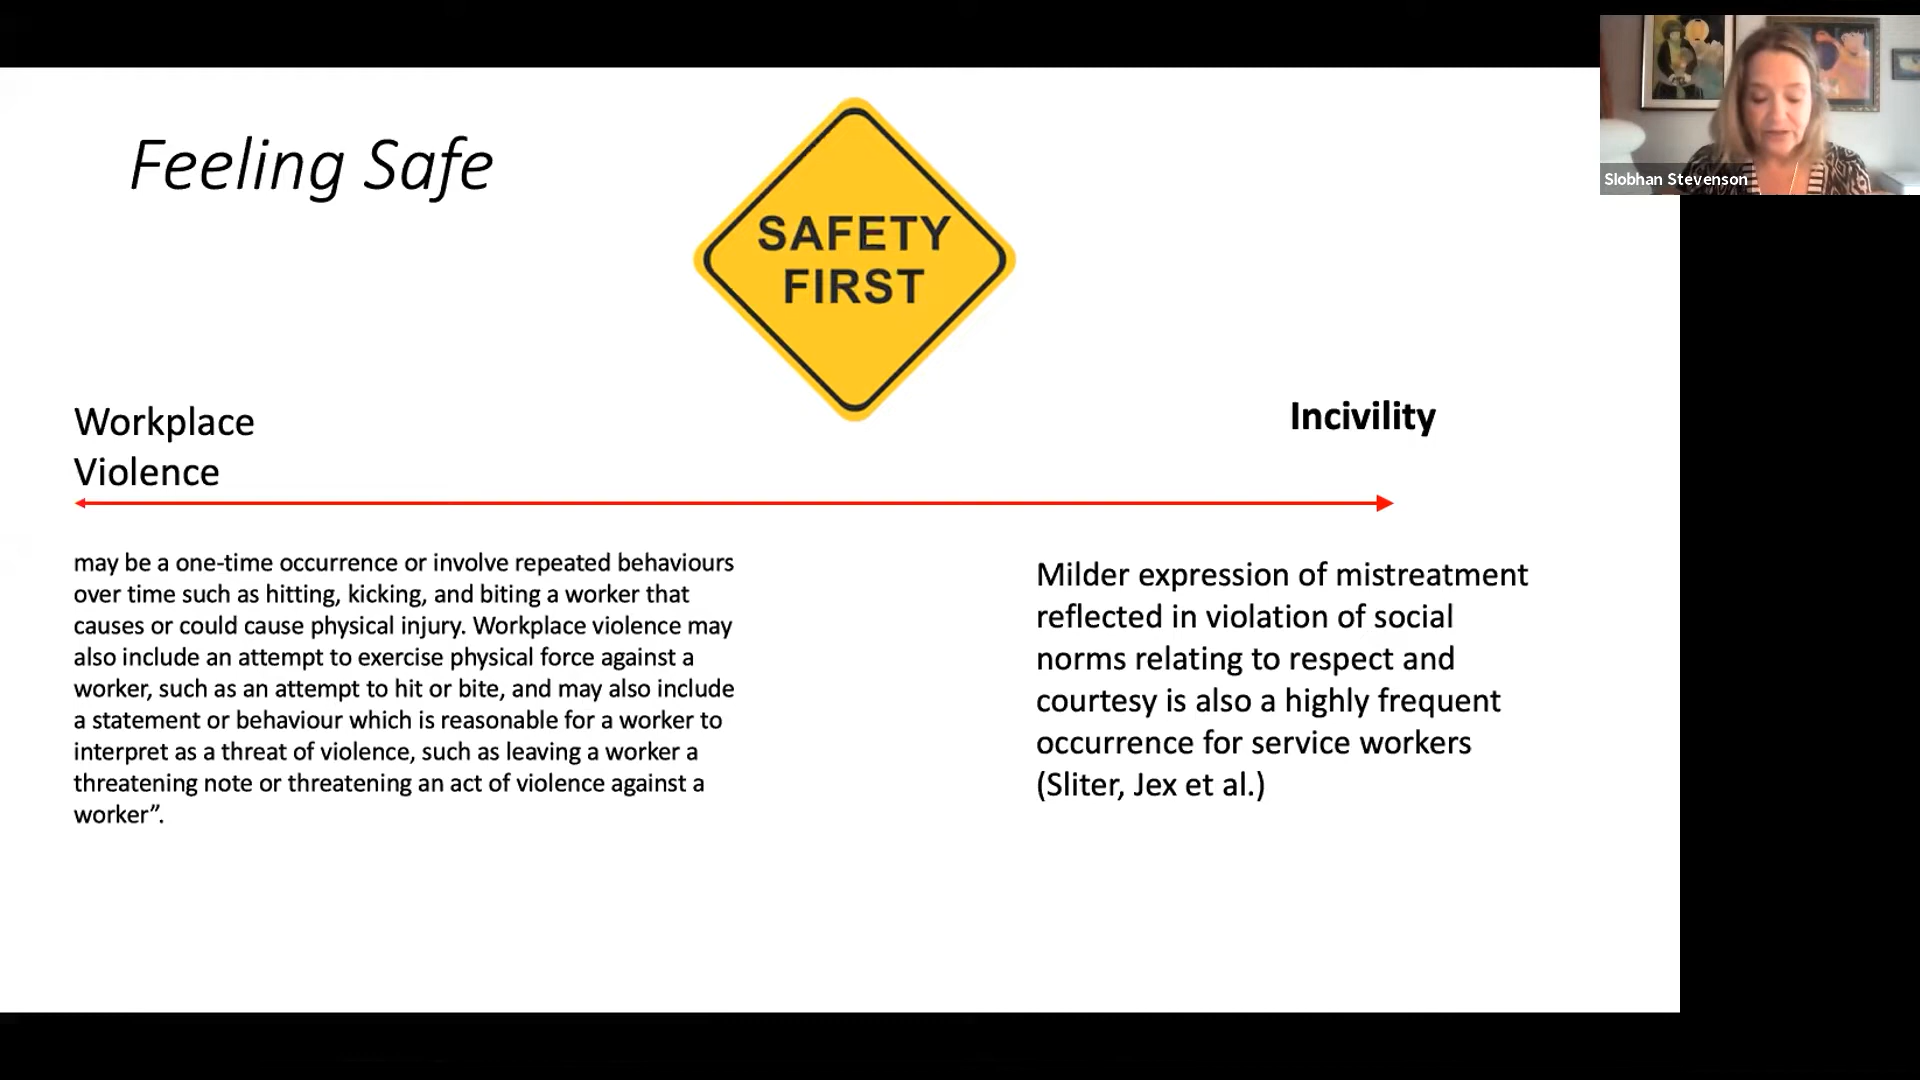 Feeling Safe
SAFETY
FIRST
SIobhan Stevenson
Workplace
Violence
Incivility
may be a one-time occurrence or involve repeated behaviours
over time such as hitting, kicking, and biting a worker that
causes or could cause physical injury. Workplace violence may
also include an attempt to exercise physical force against a
worker, such as an attempt to hit or bite, and may also include
a statement or behaviour which is reasonable for a worker to
interpret as a threat of violence, such as leaving a worker a
threatening note or threatening an act of violence against a
worker”.
Milder expression of mistreatment
reflected in violation of social
norms relating to respect and
courtesy is also a highly frequent
occurrence for service workers
(Sliter, Jex et al.)